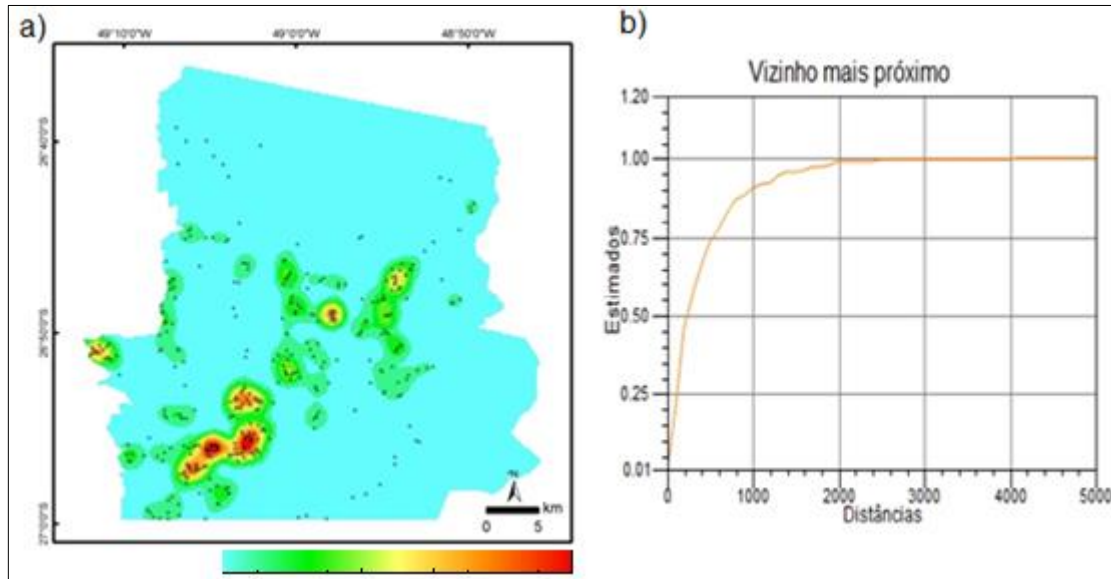 a)
49°10'0"W 49°0'0"W 48°50'0"W
26°40'0"S
26°50'0"S
27°0'0"S
N
km
0 5
b)
Vizinho mais próximo
1.20
1.00
0.75
0.50
0.25
0.01
Estimados
0 1000 2000 3000 4000 5000
Distâncias